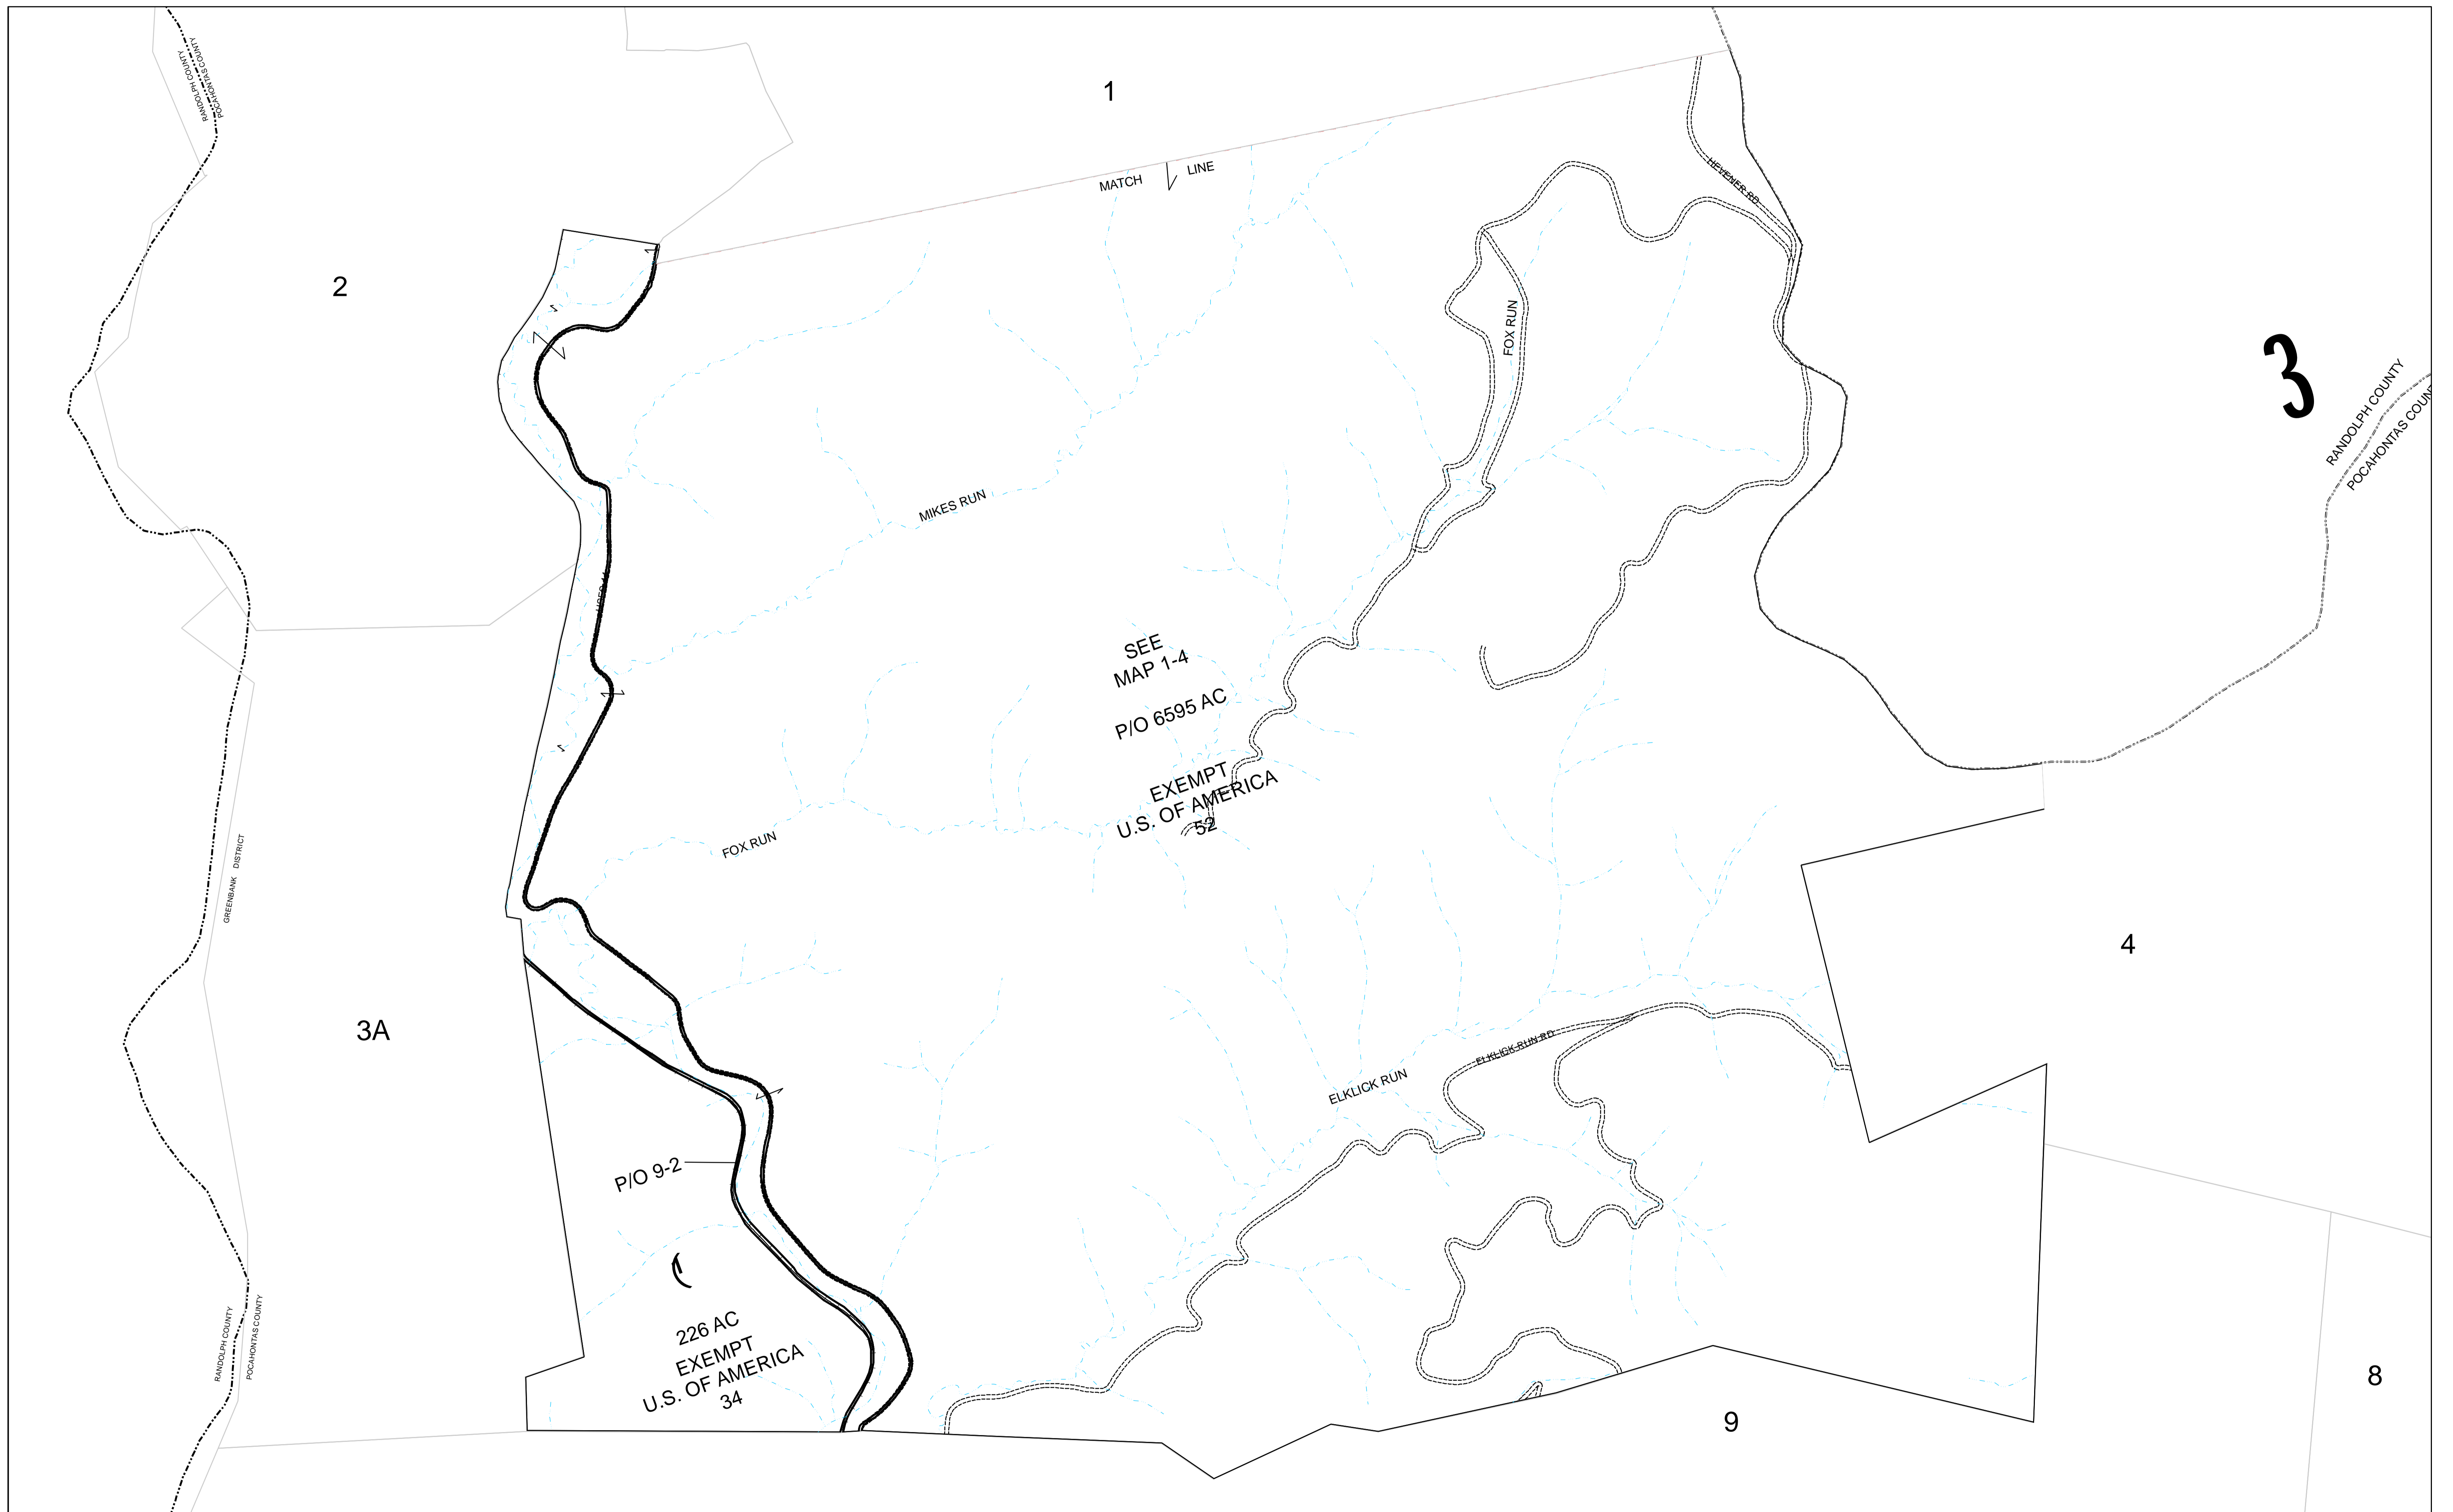 POCAHONTAS COUNTY
RANDOLPH COUNTY
1
MATCH LINE
HEVENER RD
2
FOX RUN
3
RANDOLPH COUNTY
POCAHONTAS COUN
MIKES RUN
SEE
MAP 1-4
P/O 6595 AC
EXEMPT
U.S. OF AMERICA
52
FOX RUN
GREENBANK DISTRICT
4
3A
ELKLICK RUN RD
ELKLICK RUN
P/O 9-2
1
226 AC
EXEMPT
U.S. OF AMERICA
34
RANDOLPH COUNTY
POCAHONTAS COUNTY
8
9